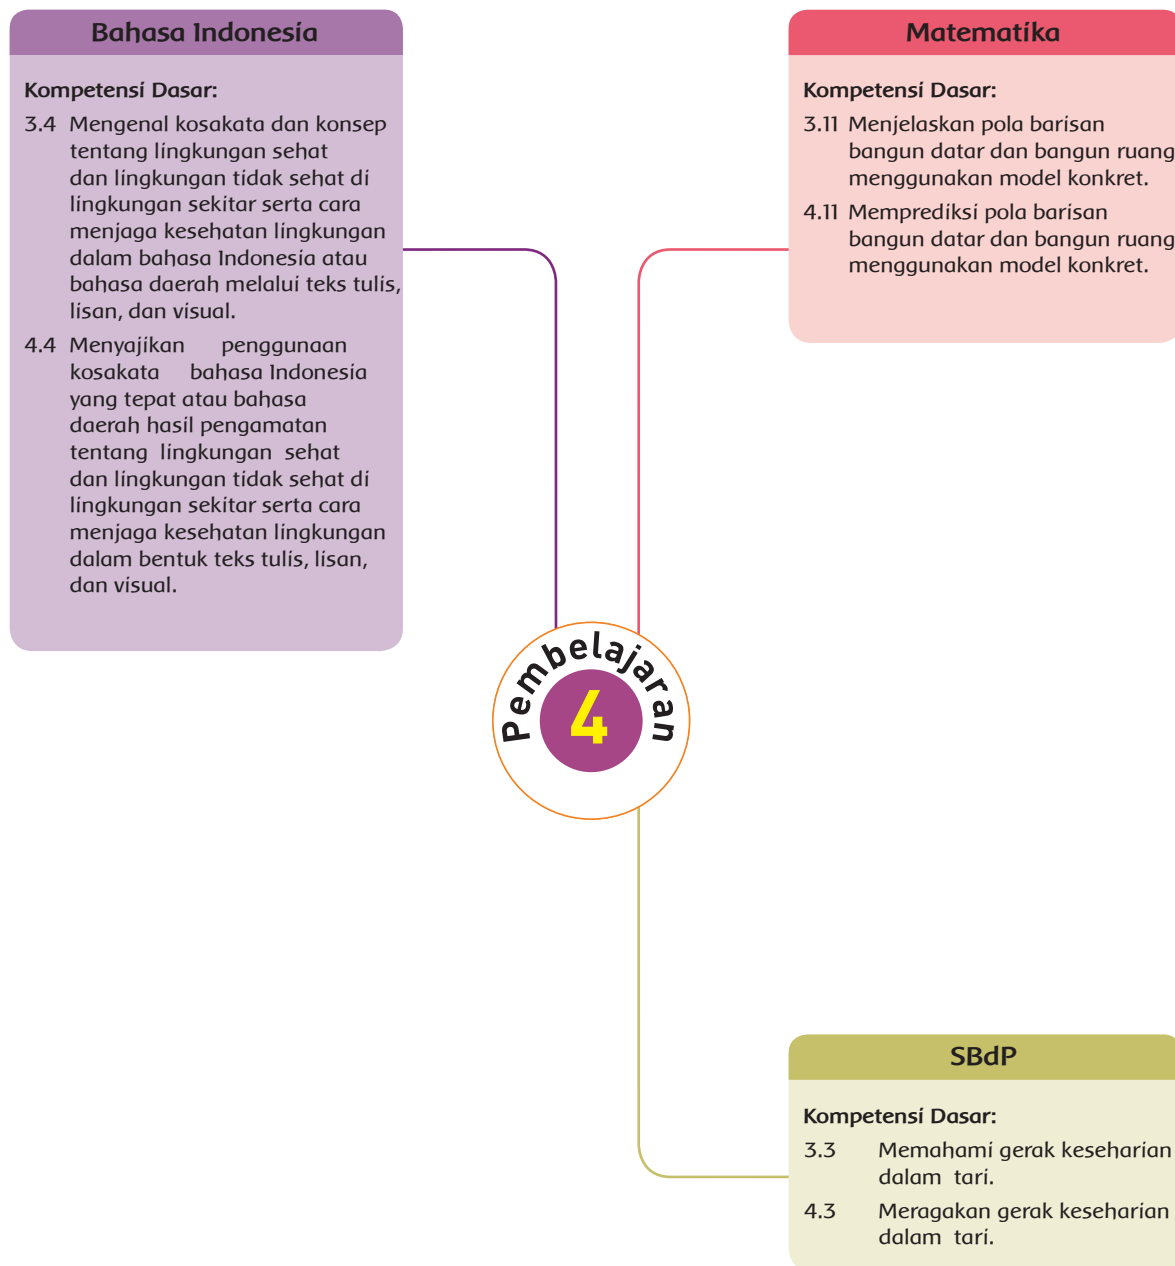 Bahasa Indonesia
Kompetensi Dasar:
3.4 Mengenal kosakata dan konsep
tentang lingkungan sehat
dan lingkungan tidak sehat di
lingkungan sekitar serta cara
menjaga kesehatan lingkungan
dalam bahasa Indonesia atau
bahasa daerah melalui teks tulis,
lisan, dan visual.
4.4 Menyajikan penggunaan
kosakata bahasa Indonesia
yang tepat atau bahasa
daerah hasil pengamatan
tentang lingkungan sehat
dan lingkungan tidak sehat di
lingkungan sekitar serta cara
menjaga kesehatan lingkungan
dalam bentuk teks tulis, lisan,
dan visual.
Matematika
Kompetensi Dasar:
3.11 Menjelaskan pola barisan
bangun datar dan bangun ruang
menggunakan model konkret.
4.11 Memprediksi pola barisan
bangun datar dan bangun ruang
menggunakan model konkret.
Pembelajaran
4
SBdP
Kompetensi Dasar:
3.3 Memahami gerak keseharian
dalam tari.
4.3 Meragakan gerak keseharian
dalam tari.